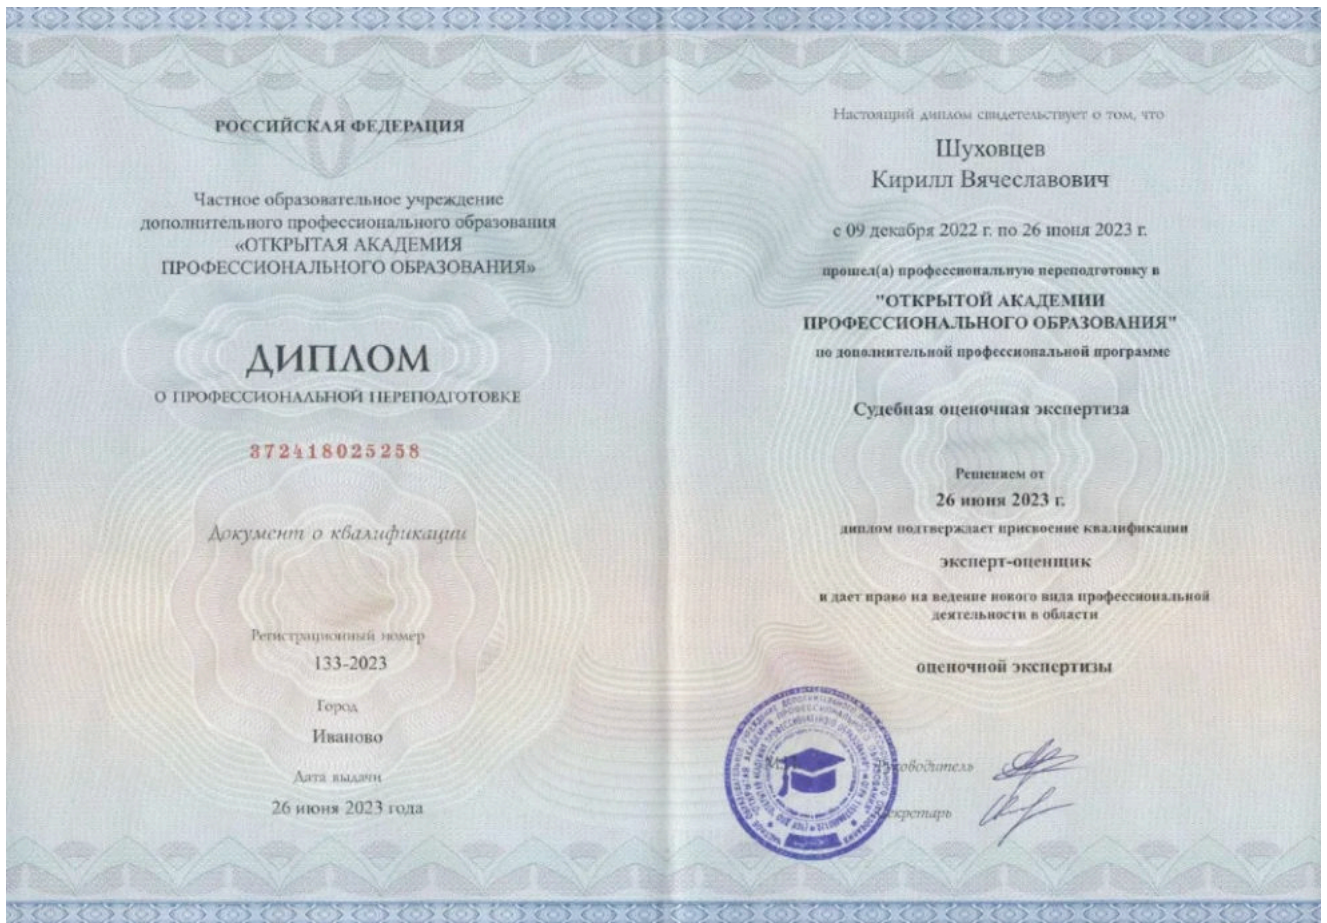 РОССИЙСКАЯ ФЕДЕРАЦИЯ
Частное образовательное учреждение
дополнительного профессионального образования
«ОТКРЫТАЯ АКАДЕМИЯ
ПРОФЕССИОНАЛЬНОГО ОБРАЗОВАНИЯ»
ДИПЛОМ
О ПРОФЕССИОНАЛЬНОЙ ПЕРЕПОДГОТОВКЕ
372418025258
Документ о квалификации
Регистрационный номер
133-2023
Город
Иваново
Дата выдачи
26 июня 2023 года
Настоящий диплом свидетельствует о том, что
Шуховцев
Кирилл Вячеславович
с 09 декабря 2022 г. по 26 июня 2023 г.
прошел(а) профессиональную переподготовку в
"ОТКРЫТОЙ АКАДЕМИИ
ПРОФЕССИОНАЛЬНОГО ОБРАЗОВАНИЯ"
по дополнительной профессиональной программе
Судебная оценочная экспертиза
Решением от
26 июня 2023 г.
диплом подтверждает присвоение квалификации
эксперт-оценщик
и дает право на ведение нового вида профессиональной
деятельности в области
оценочной экспертизы
Руководитель
Секретарь